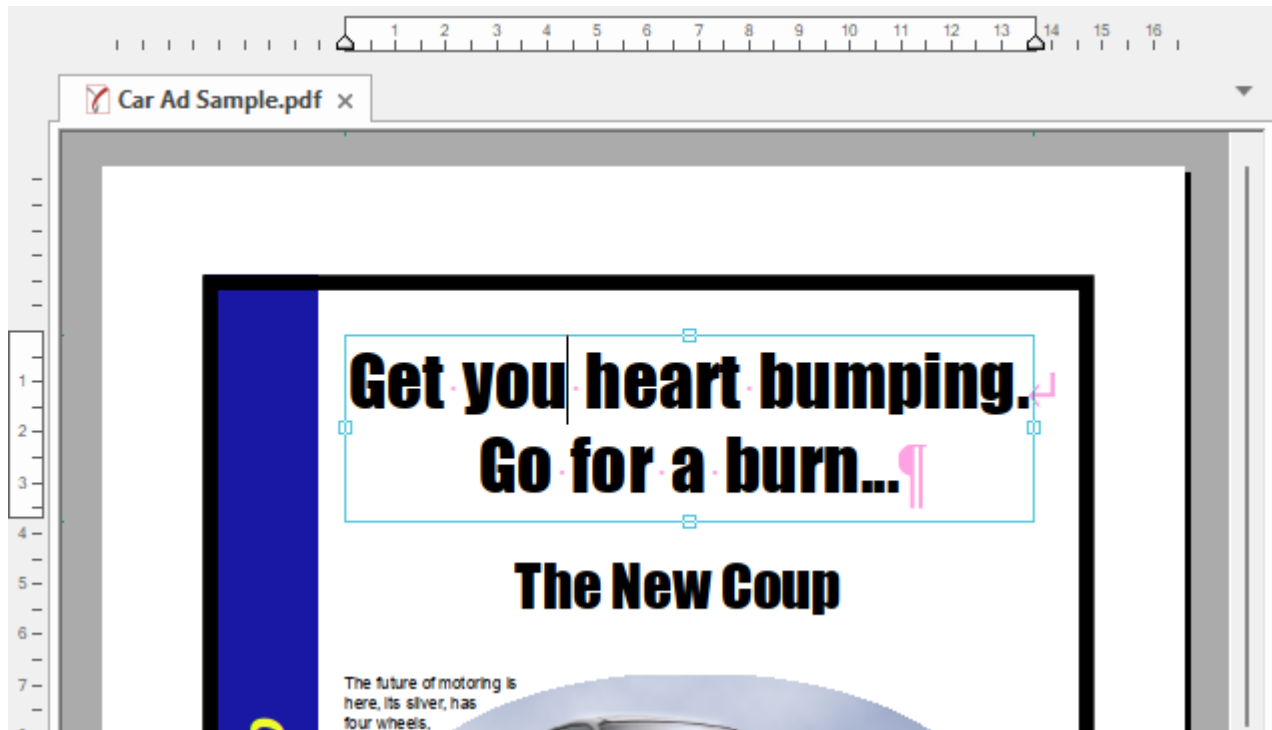 1 2 3 4 5 6 7 8 9 10 11 12 13 14 15 16
Car Ad Sample.pdf ×
Get you heart bumping.↵
Go for a burn...¶
The New Coup
The future of motoring is
here, its silver, has
four wheels,
1
2
3
4
5
6
7